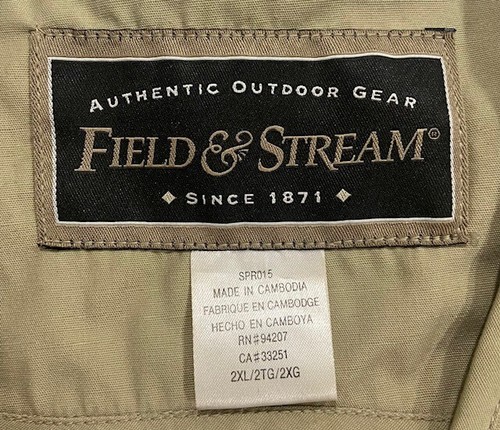 AUTHENTIC OUTDOOR GEAR
FIELD & STREAM®
SINCE 1871
SPR015
MADE IN CAMBODIA
FABRIQUE EN CAMBODGE
HECHO EN CAMBOYA
RN#94207
CA#33251
2XL/2TG/2XG